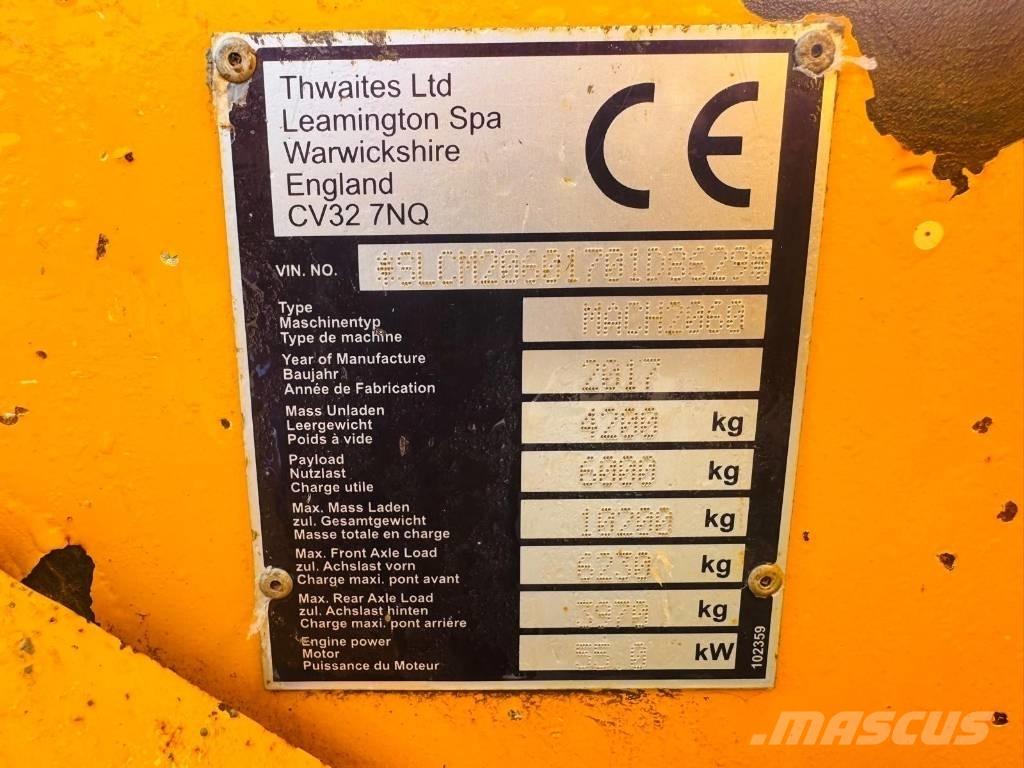 Thwaites Ltd
Leamington Spa
Warwickshire
England
CV32 7NQ
CE
VIN. NO. *SLCM20601701D8629*
Type MACH2060
Maschinentyp
Type de machine
Year of Manufacture 2017
Baujahr
Année de Fabrication
Mass Unladen 4200 kg
Leergewicht
Poids à vide
Payload 6000 kg
Nutzlast
Charge utile
Max. Mass Laden 10200 kg
zul. Gesamtgewicht
Masse totale en charge
Max. Front Axle Load 6230 kg
zul. Achslast vorn
Charge maxi. pont avant
Max. Rear Axle Load 3970 kg
zul. Achslast hinten
Charge maxi. pont arriére
Engine power 55.0 kW
Motor
Puissance du Moteur
102359
MASCUS